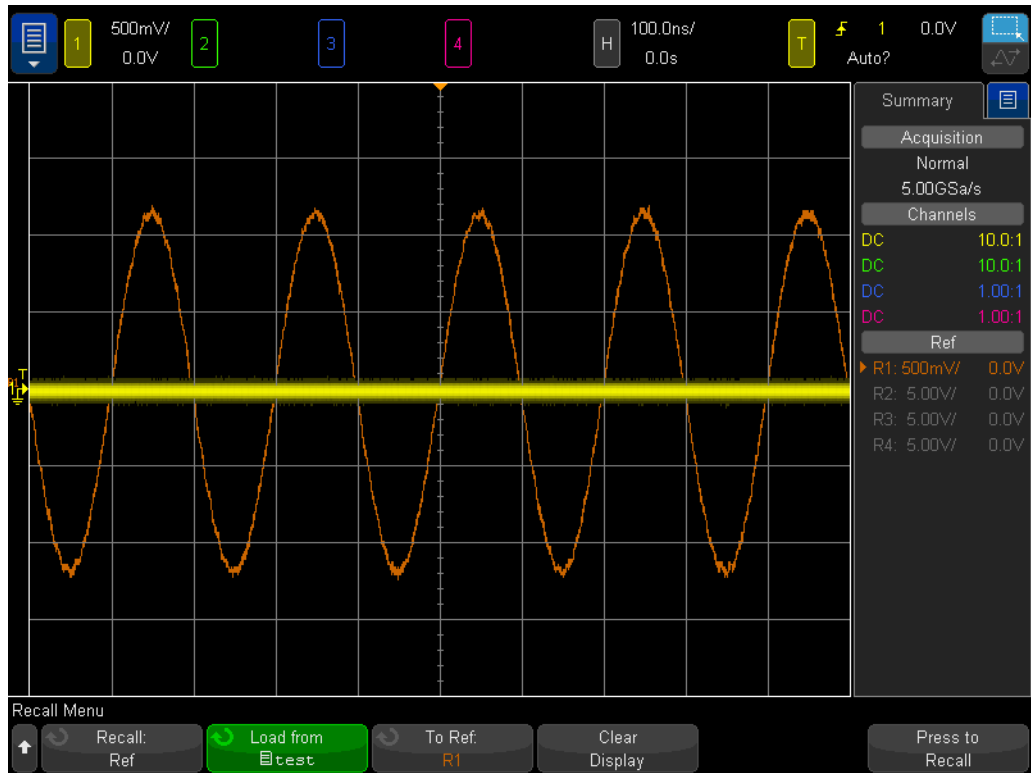 1
500mV/
0.0V
2
3
4
H
100.0ns/
0.0s
T
1
0.0V
Auto?
Summary
Acquisition
Normal
5.00GSa/s
Channels
DC 10.0:1
DC 10.0:1
DC 1.00:1
DC 1.00:1
Ref
R1: 500mV/ 0.0V
R2: 5.00V/ 0.0V
R3: 5.00V/ 0.0V
R4: 5.00V/ 0.0V
T
Recall Menu
Recall:
Ref
Load from
test
To Ref:
R1
Clear
Display
Press to
Recall